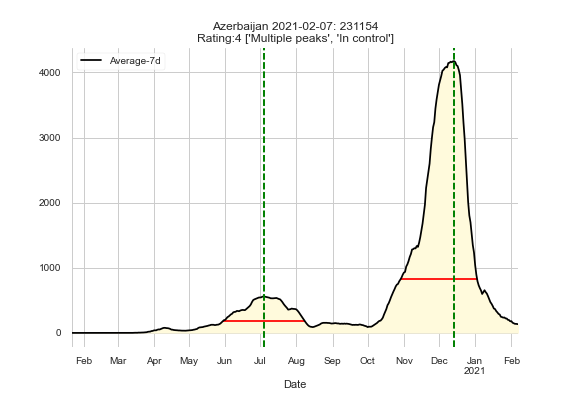 Azerbaijan 2021-02-07: 231154
Rating:4 ['Multiple peaks', 'In control']
Average-7d
4000
3000
2000
1000
0
Feb Mar Apr May Jun Jul Aug Sep Oct Nov Dec Jan Feb
2021
Date